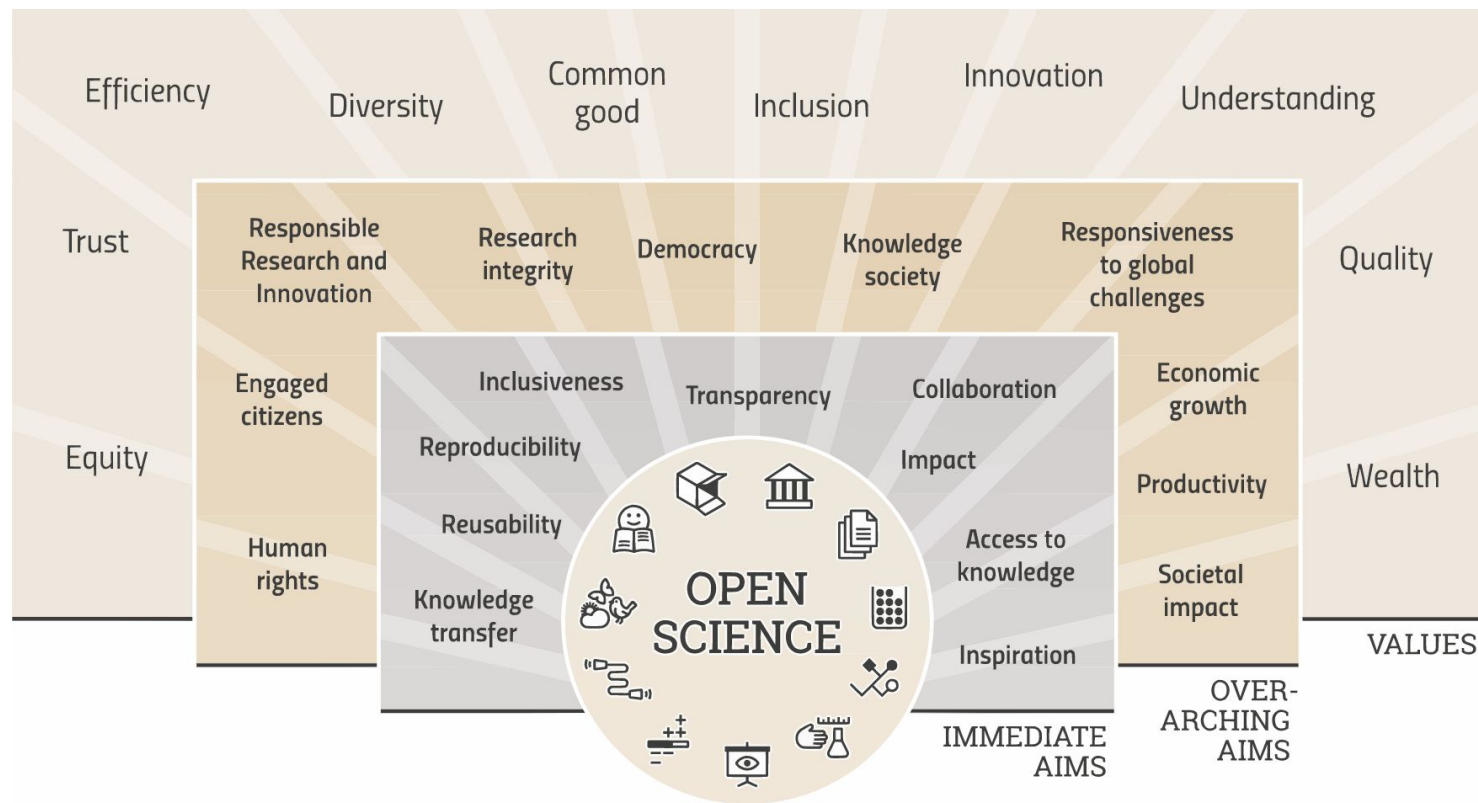 Efficiency
Diversity
Common
good
Inclusion
Innovation
Understanding
Trust
Equity
Quality
Wealth
VALUES
Responsible
Research and
Innovation
Research
integrity
Democracy
Knowledge
society
Responsiveness
to global
challenges
Engaged
citizens
Human
rights
Economic
growth
Productivity
Societal
impact
OVER-
ARCHING
AIMS
Inclusiveness
Transparency
Collaboration
Reproducibility
Impact
Reusability
Access to
knowledge
Knowledge
transfer
Inspiration
IMMEDIATE
AIMS
OPEN
SCIENCE